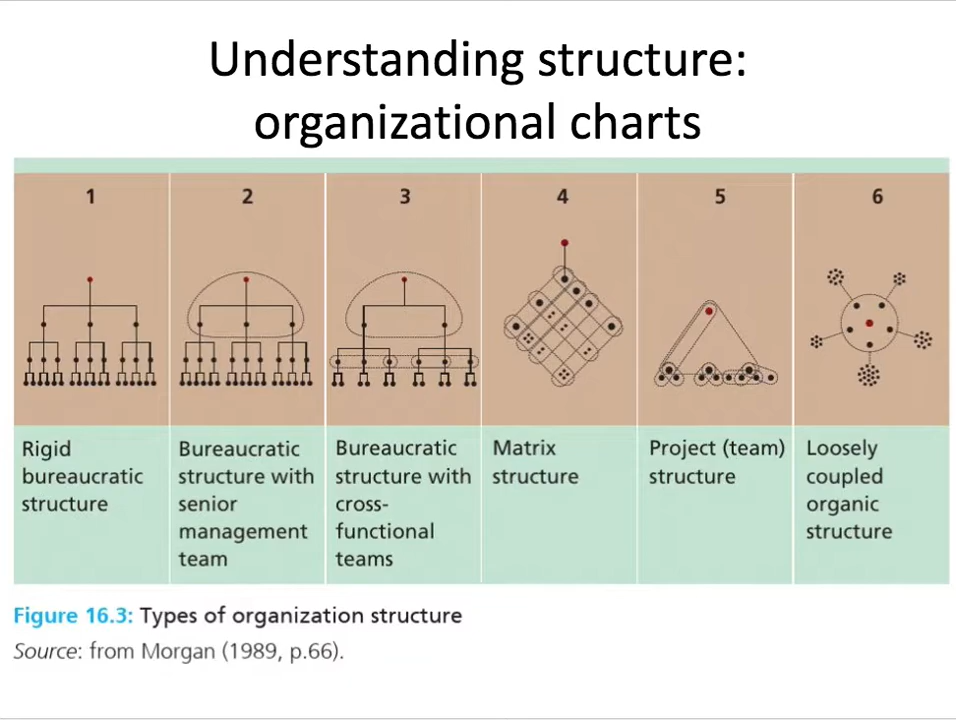 Understanding structure:
organizational charts
1
2
3
4
5
6
Rigid
bureaucratic
structure
Bureaucratic
structure with
senior
management
team
Bureaucratic
structure with
cross-
functional
teams
Matrix
structure
Project (team)
structure
Loosely
coupled
organic
structure
Figure 16.3: Types of organization structure
Source: from Morgan (1989, p.66).